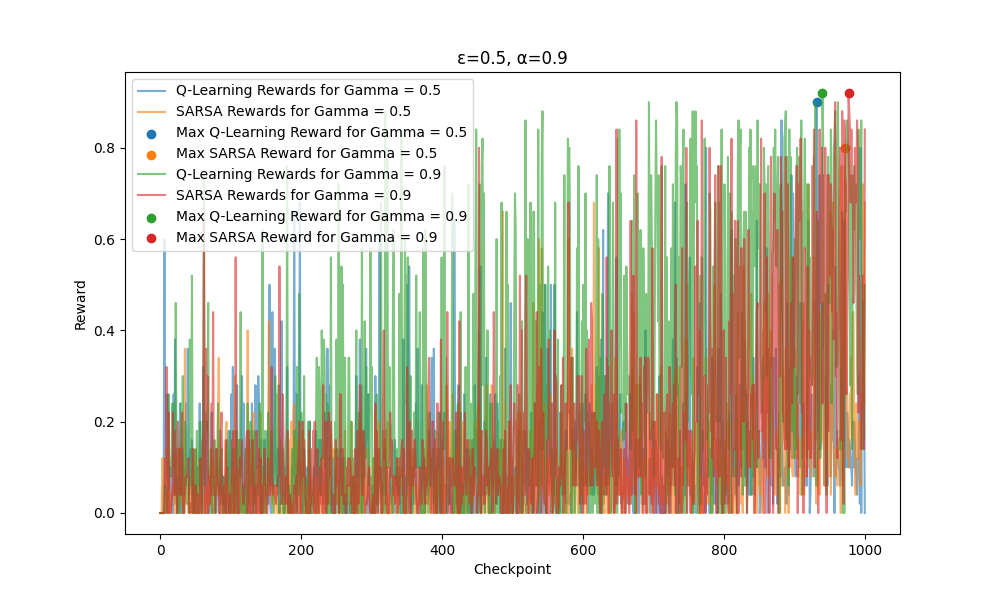 ε=0.5, α=0.9
Q-Learning Rewards for Gamma = 0.5
SARSA Rewards for Gamma = 0.5
Max Q-Learning Reward for Gamma = 0.5
Max SARSA Reward for Gamma = 0.5
Q-Learning Rewards for Gamma = 0.9
SARSA Rewards for Gamma = 0.9
Max Q-Learning Reward for Gamma = 0.9
Max SARSA Reward for Gamma = 0.9
Reward
0.8
0.6
0.4
0.2
0.0
0 200 400 600 800 1000
Checkpoint